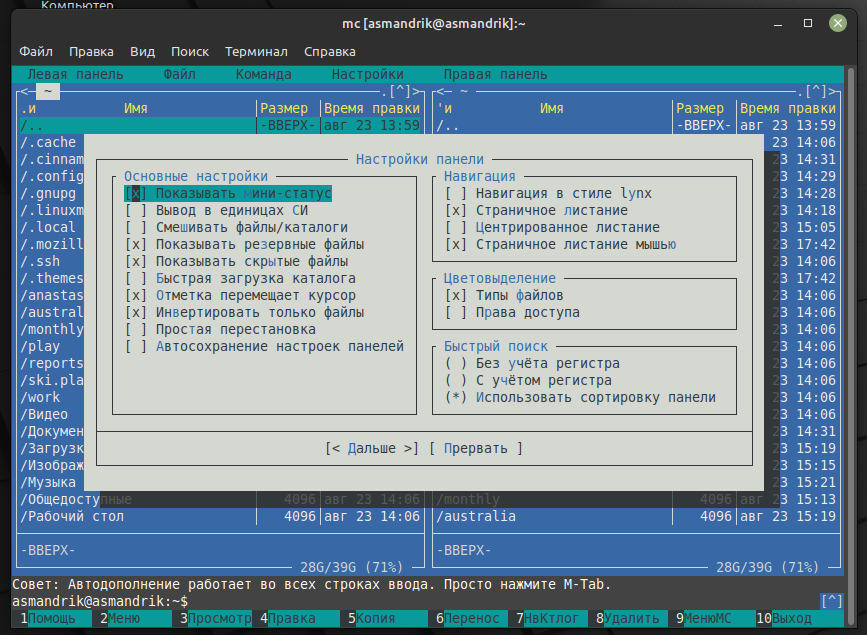 Компьютер
mc [asmandrik@asmandrik]:~
Файл Правка Вид Поиск Терминал Справка
Левая панель Файл Команда Настройки Правая панель
<— ~ .[^]> <— ~ .[^]>
.и Имя Размер Время правки 'и Имя Размер Время правки
/.. -ВВЕРХ- авг 23 13:59 /.. -ВВЕРХ- авг 23 13:59
/.cache 23 14:06
Настройки панели
/.cinnam 23 14:31
Основные настройки Навигация
/.config 23 14:29
[x] Показывать мини-статус [ ] Навигация в стиле lynx
/.gnupg 23 14:28
[ ] Вывод в единицах СИ [x] Страничное листание
/.linuxm 23 14:18
[ ] Смешивать файлы/каталоги [ ] Центрированное листание
/.local 23 15:05
[x] Показывать резервные файлы [x] Страничное листание мышью
/.mozill 23 17:42
[x] Показывать скрытые файлы
/.ssh 23 14:06
[ ] Быстрая загрузка каталога Цветовыделение
/.themes 23 17:42
[x] Отметка перемещает курсор [x] Типы файлов
/anastas 23 14:06
[x] Инвертировать только файлы [ ] Права доступа
/austral 23 14:06
[ ] Простая перестановка
/monthly 23 14:06
[ ] Автосохранение настроек панелей Быстрый поиск
/play 23 14:06
( ) Без учёта регистра
/reports 23 14:06
( ) С учётом регистра
/ski.pla 23 14:06
(*) Использовать сортировку панели
/work 23 14:06
/Видео 23 14:06
/Докумен 23 14:31
[< Дальше >] [ Прервать ]
/Загрузк 23 15:19
/Изображ 23 15:15
/Музыка 23 15:21
/Общедоступные 4096 авг 23 14:06 /monthly 4096 авг 23 15:13
/Рабочий стол 4096 авг 23 14:06 /australia 4096 авг 23 15:19
-ВВЕРХ- -ВВЕРХ-
28G/39G (71%) 28G/39G (71%)
Совет: Автодополнение работает во всех строках ввода. Просто нажмите M-Tab.
asmandrik@asmandrik:~$ [^]
1Помощь 2Меню 3Просмотр 4Правка 5Копия 6Перенос 7НвКтлог 8Удалить 9МенюМС 10Выход